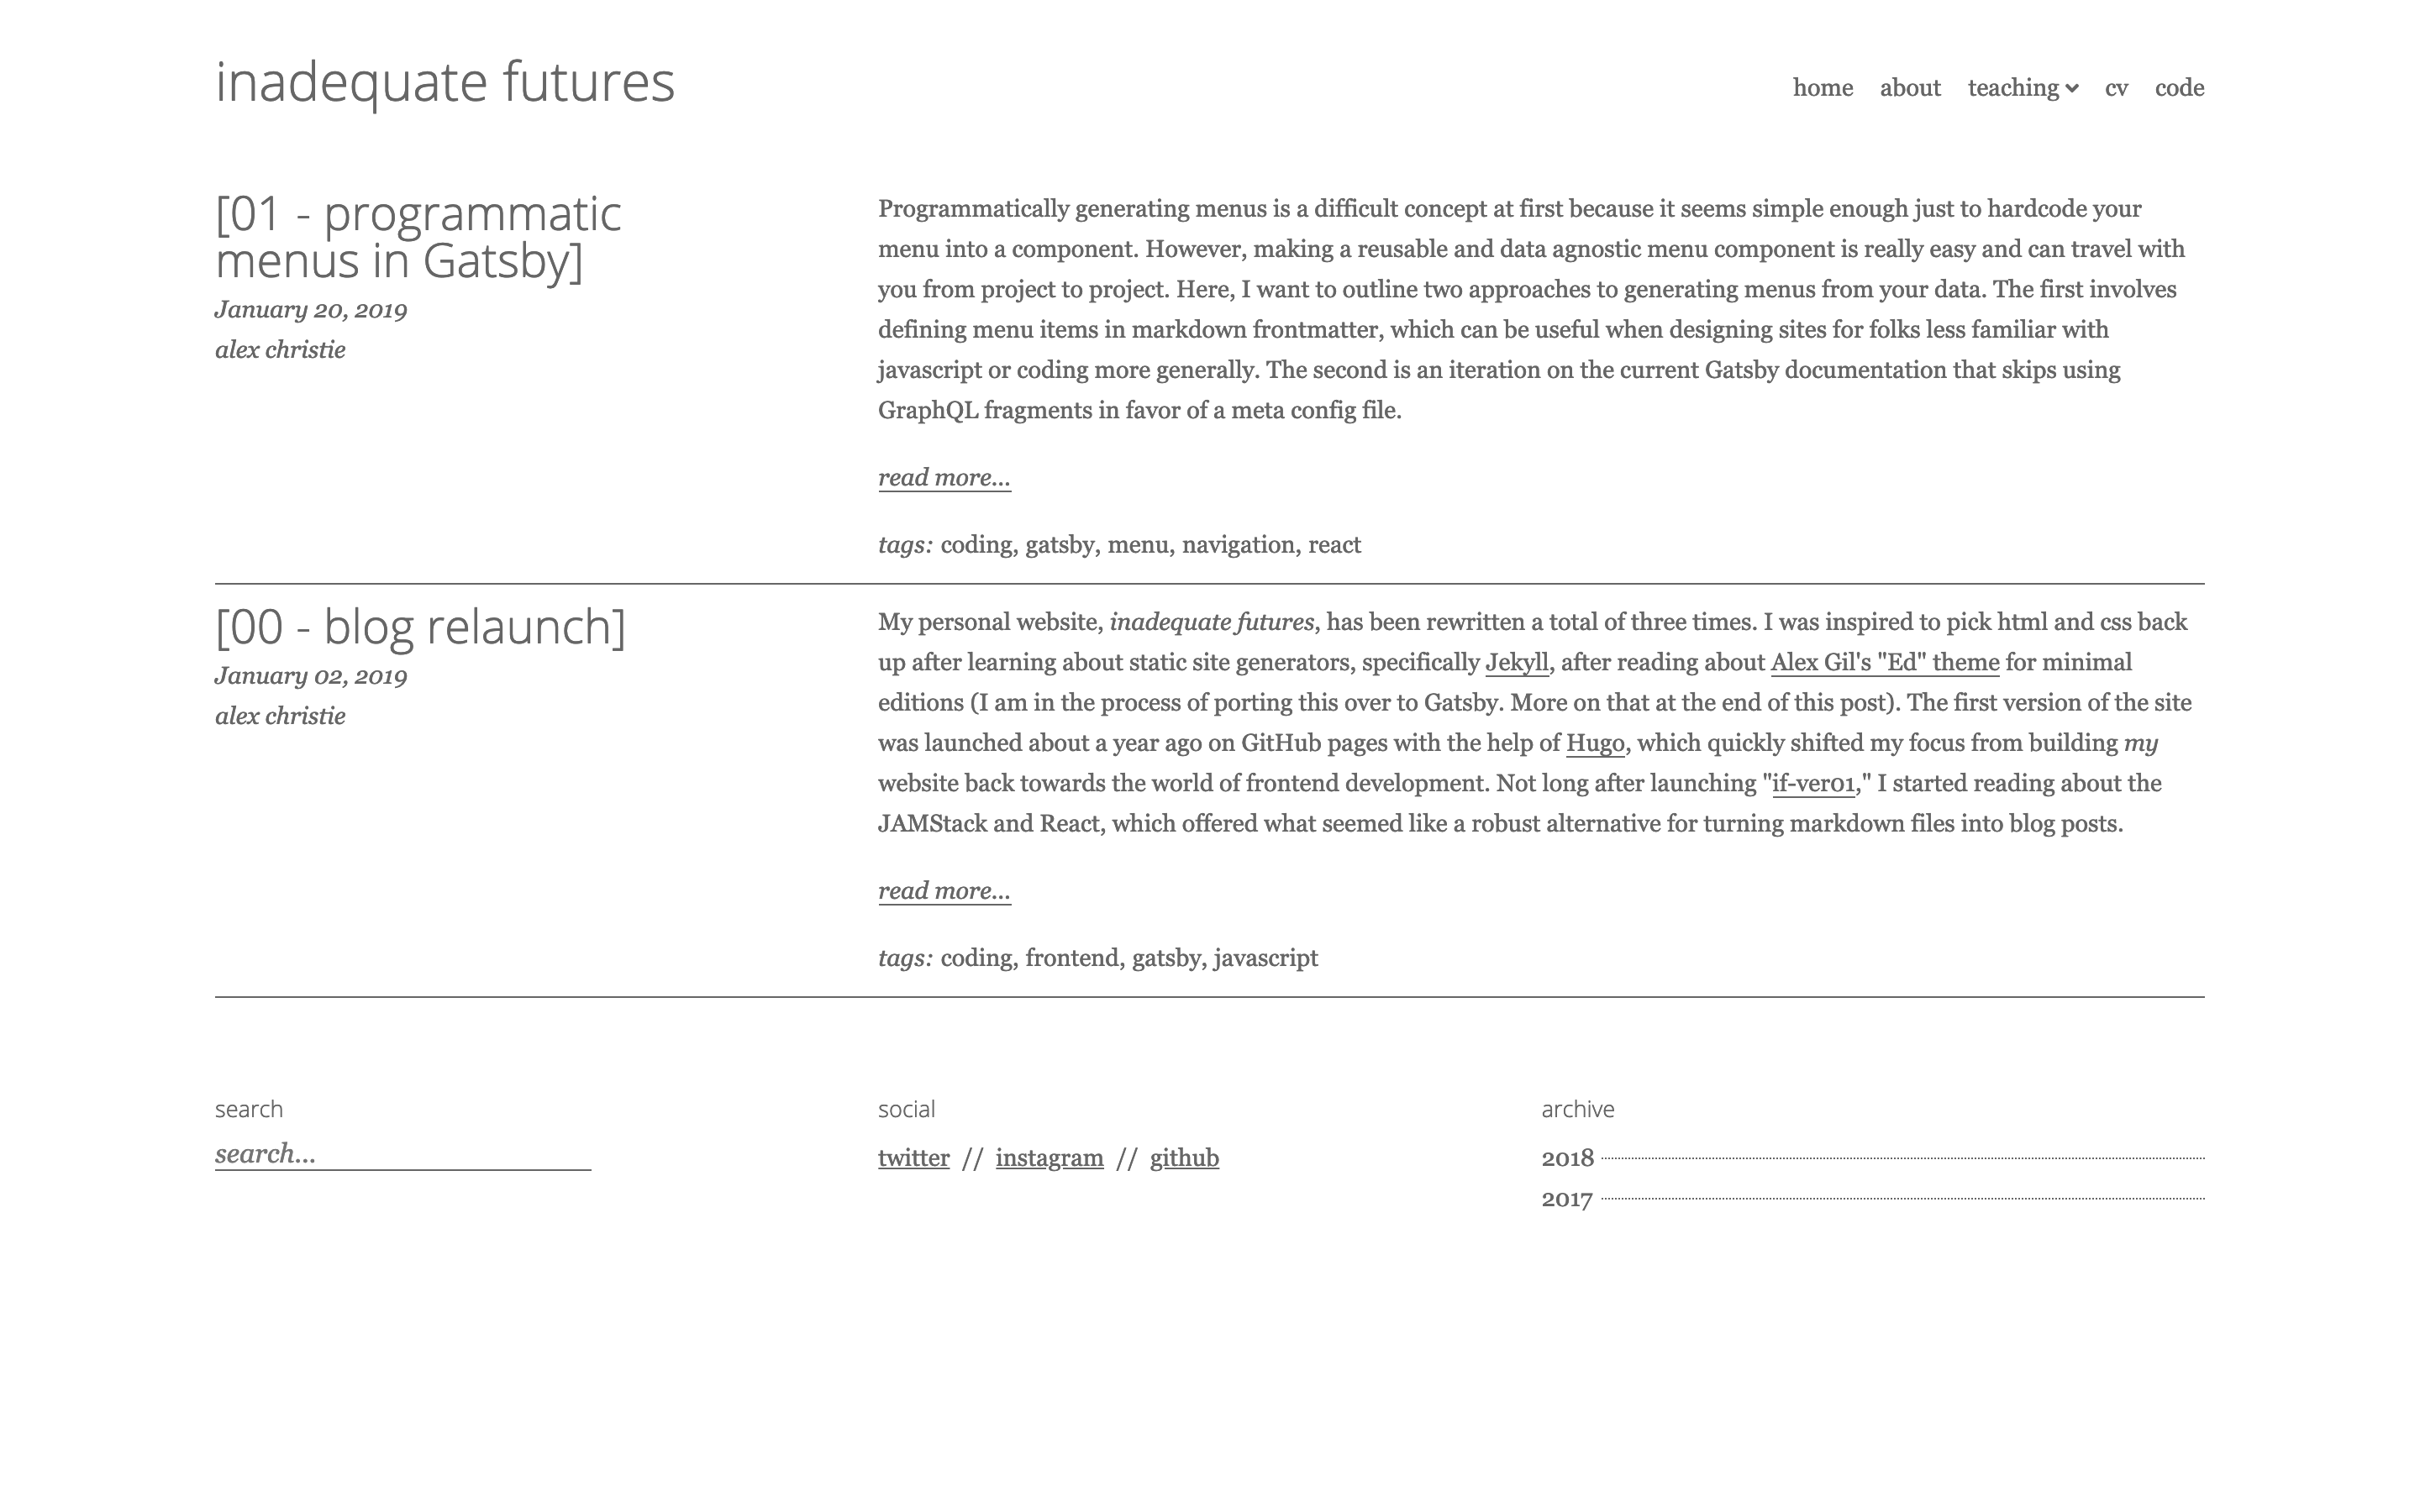 inadequate futures
home about teaching cv code
[01 - programmatic
menus in Gatsby]
January 20, 2019
alex christie
Programmatically generating menus is a difficult concept at first because it seems simple enough just to hardcode your
menu into a component. However, making a reusable and data agnostic menu component is really easy and can travel with
you from project to project. Here, I want to outline two approaches to generating menus from your data. The first involves
defining menu items in markdown frontmatter, which can be useful when designing sites for folks less familiar with
javascript or coding more generally. The second is an iteration on the current Gatsby documentation that skips using
GraphQL fragments in favor of a meta config file.
read more...
tags: coding, gatsby, menu, navigation, react
[00 - blog relaunch]
January 02, 2019
alex christie
My personal website, inadequate futures, has been rewritten a total of three times. I was inspired to pick html and css back
up after learning about static site generators, specifically Jekyll, after reading about Alex Gil's "Ed" theme for minimal
editions (I am in the process of porting this over to Gatsby. More on that at the end of this post). The first version of the site
was launched about a year ago on GitHub pages with the help of Hugo, which quickly shifted my focus from building my
website back towards the world of frontend development. Not long after launching "if-ver01," I started reading about the
JAMStack and React, which offered what seemed like a robust alternative for turning markdown files into blog posts.
read more...
tags: coding, frontend, gatsby, javascript
search
search...
social
twitter // instagram // github
archive
2018
2017